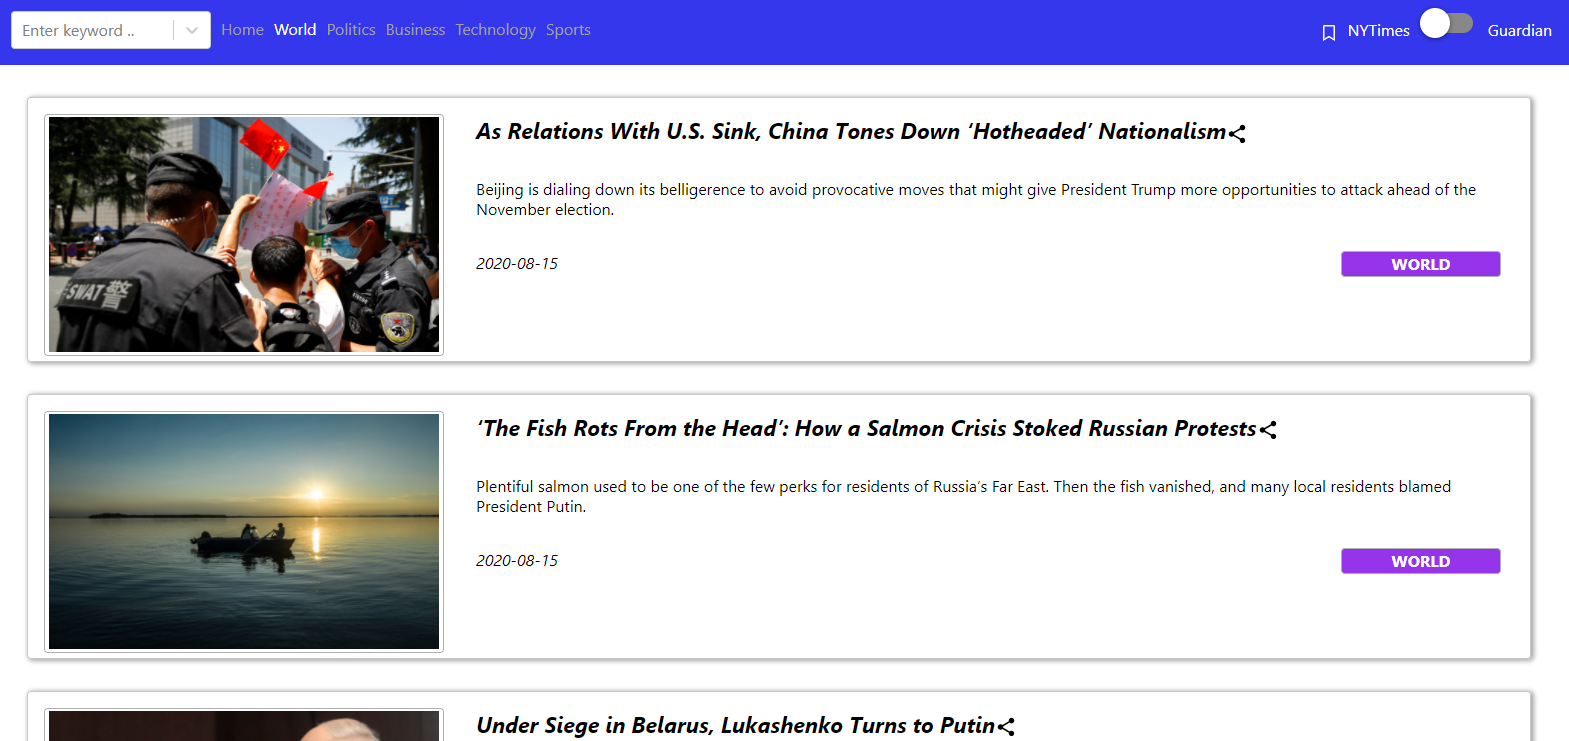 Enter keyword ..
Home World Politics Business Technology Sports
NYTimes Guardian
As Relations With U.S. Sink, China Tones Down ‘Hotheaded’ Nationalism
Beijing is dialing down its belligerence to avoid provocative moves that might give President Trump more opportunities to attack ahead of the
November election.
2020-08-15
WORLD
SWAT 警
‘The Fish Rots From the Head’: How a Salmon Crisis Stoked Russian Protests
Plentiful salmon used to be one of the few perks for residents of Russia’s Far East. Then the fish vanished, and many local residents blamed
President Putin.
2020-08-15
WORLD
Under Siege in Belarus, Lukashenko Turns to Putin